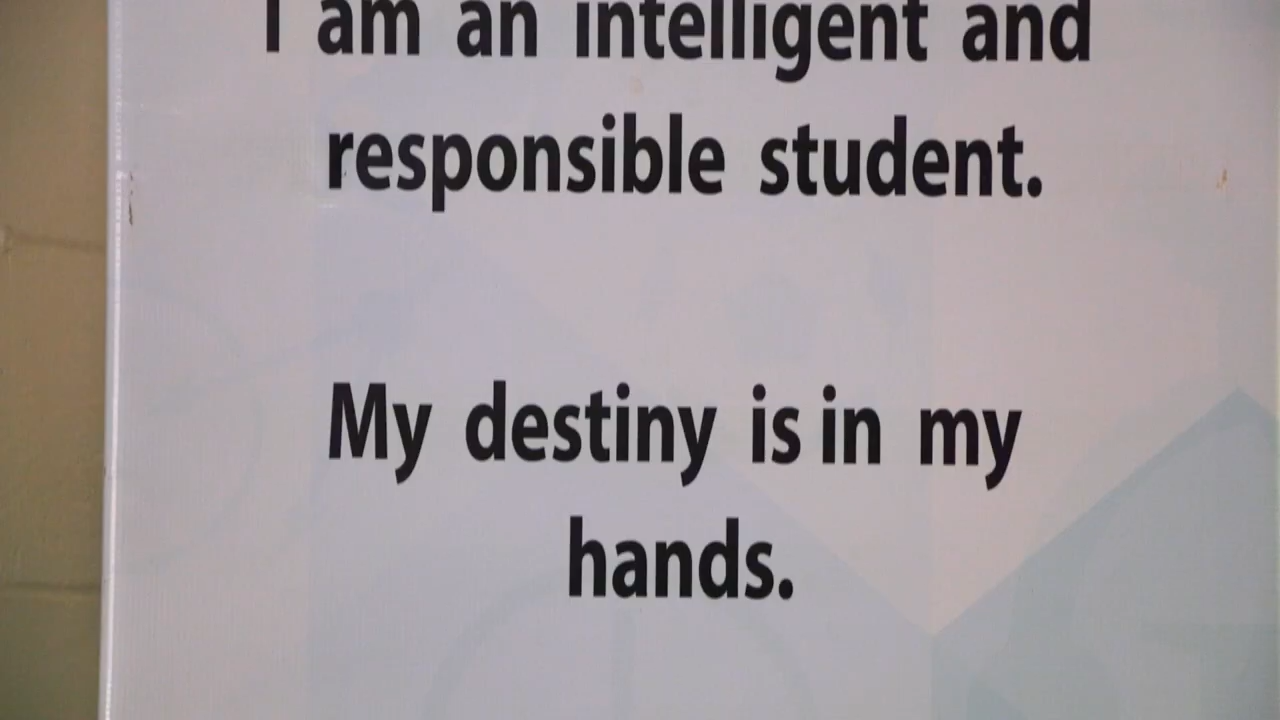 I am an intelligent and
responsible student.
My destiny is in my
hands.